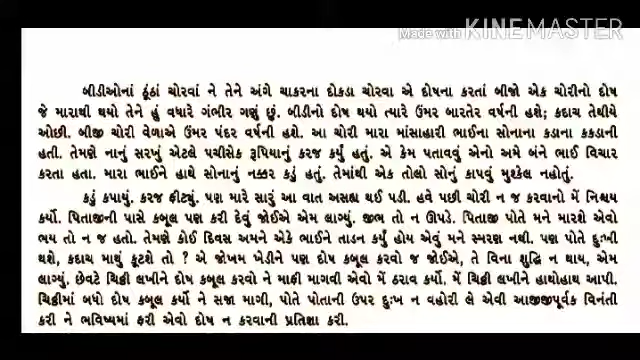 Made with KINEMASTER
બીડીઓનાં ઠૂંઠાં ચોરવાં ને તેને અંગે ચાકરના દોકડા ચોરવા એ દોષના કરતાં બીજો એક ચોરીનો દોષ
જે મારાથી થયો તેને હું વધારે ગંભીર ગણું છું. બીડીનો દોષ થયો ત્યારે ઉંમર બારતેર વર્ષની હશે; કદાચ તેથીયે
ઓછી. બીજી ચોરી વેળાએ ઉંમર પંદર વર્ષની હશે. આ ચોરી મારા માંસાહારી ભાઈના સોનાના કડાના કકડાની
હતી. તેમણે નાનું સરખું એટલે પચીસેક રૂપિયાનું કરજ કર્યું હતું. એ કેમ પતાવવું એનો અમે બંને ભાઈ વિચાર
કરતા હતા. મારા ભાઈને હાથે સોનાનું નક્કર કડું હતું. તેમાંથી એક તોલો સોનું કાપવું મુશ્કેલ નહોતું.
કડું કપાયું. કરજ ફીટ્યું. પણ મારે સારુ આ વાત અસહ્ય થઈ પડી. હવે પછી ચોરી ન જ કરવાનો મેં નિશ્ચય
કર્યો. પિતાજીની પાસે કબૂલ પણ કરી દેવું જોઈએ એમ લાગ્યું. જીભ તો ન ઊપડે. પિતાજી પોતે મને મારશે એવો
ભય તો ન જ હતો. તેમણે કોઈ દિવસ અમને એકે ભાઈને તાડન કર્યું હોય એવું મને સ્મરણ નથી. પણ પોતે દુઃખી
થશે, કદાચ માથું કૂટશે તો ? એ જોખમ ખેડીને પણ દોષ કબૂલ કરવો જ જોઈએ, તે વિના શુદ્ધિ ન થાય, એમ
લાગ્યું. છેવટે ચિઠ્ઠી લખીને દોષ કબૂલ કરવો ને માફી માગવી એવો મેં ઠરાવ કર્યો. મેં ચિઠ્ઠી લખીને હાથોહાથ આપી.
ચિઠ્ઠીમાં બધો દોષ કબૂલ કર્યો ને સજા માગી, પોતે પોતાની ઉપર દુઃખ ન વહોરી લે એવી આજીજીપૂર્વક વિનંતી
કરી ને ભવિષ્યમાં ફરી એવો દોષ ન કરવાની પ્રતિજ્ઞા કરી.